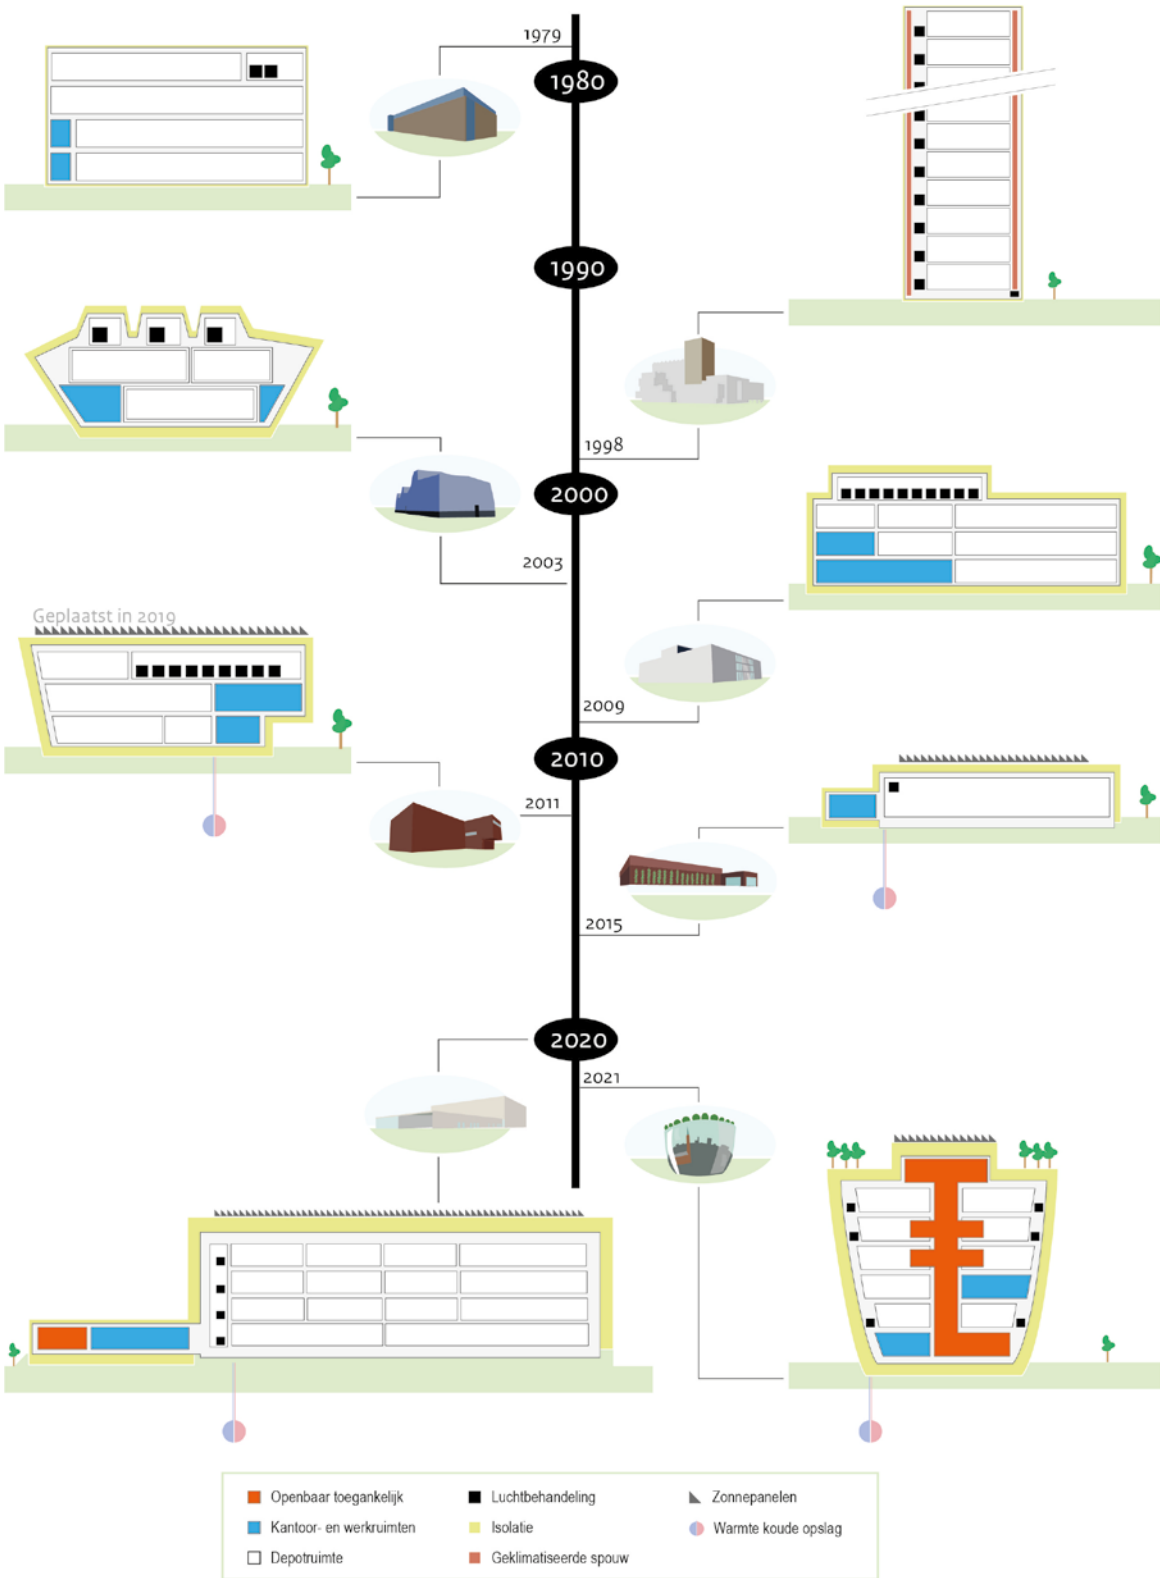 1979
1980
1990
1998
2000
2003
Geplaatst in 2019
2009
2010
2011
2015
2020
2021
Openbaar toegankelijk
Luchtbehandeling
Zonnepanelen
Kantoor- en werkruimten
Isolatie
Warmte koude opslag
Depotruimte
Geklimatiseerde spouw